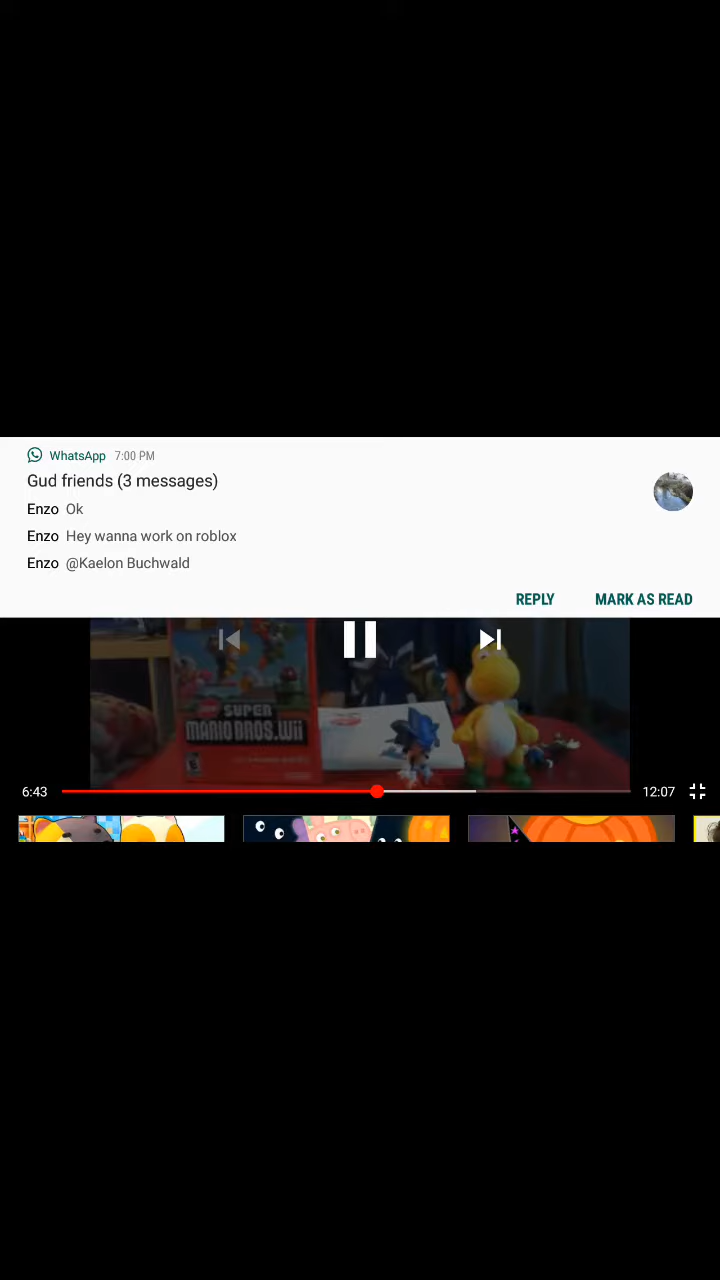 WhatsApp 7:00 PM
Gud friends (3 messages)
Enzo Ok
Enzo Hey wanna work on roblox
Enzo @Kaelon Buchwald
REPLY MARK AS READ
SUPER
MARIO BROS.Wii
6:43 12:07